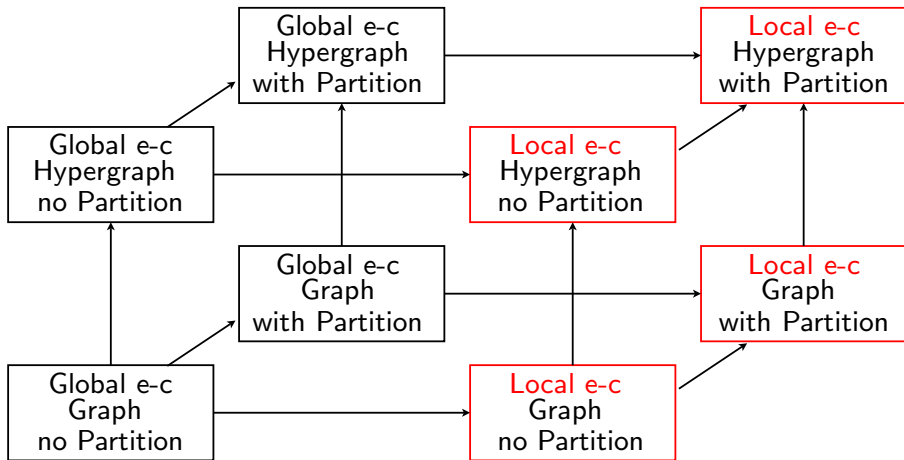 Global e-c
Hypergraph
with Partition
Local e-c
Hypergraph
with Partition
Global e-c
Hypergraph
no Partition
Local e-c
Hypergraph
no Partition
Global e-c
Graph
with Partition
Local e-c
Graph
with Partition
Global e-c
Graph
no Partition
Local e-c
Graph
no Partition